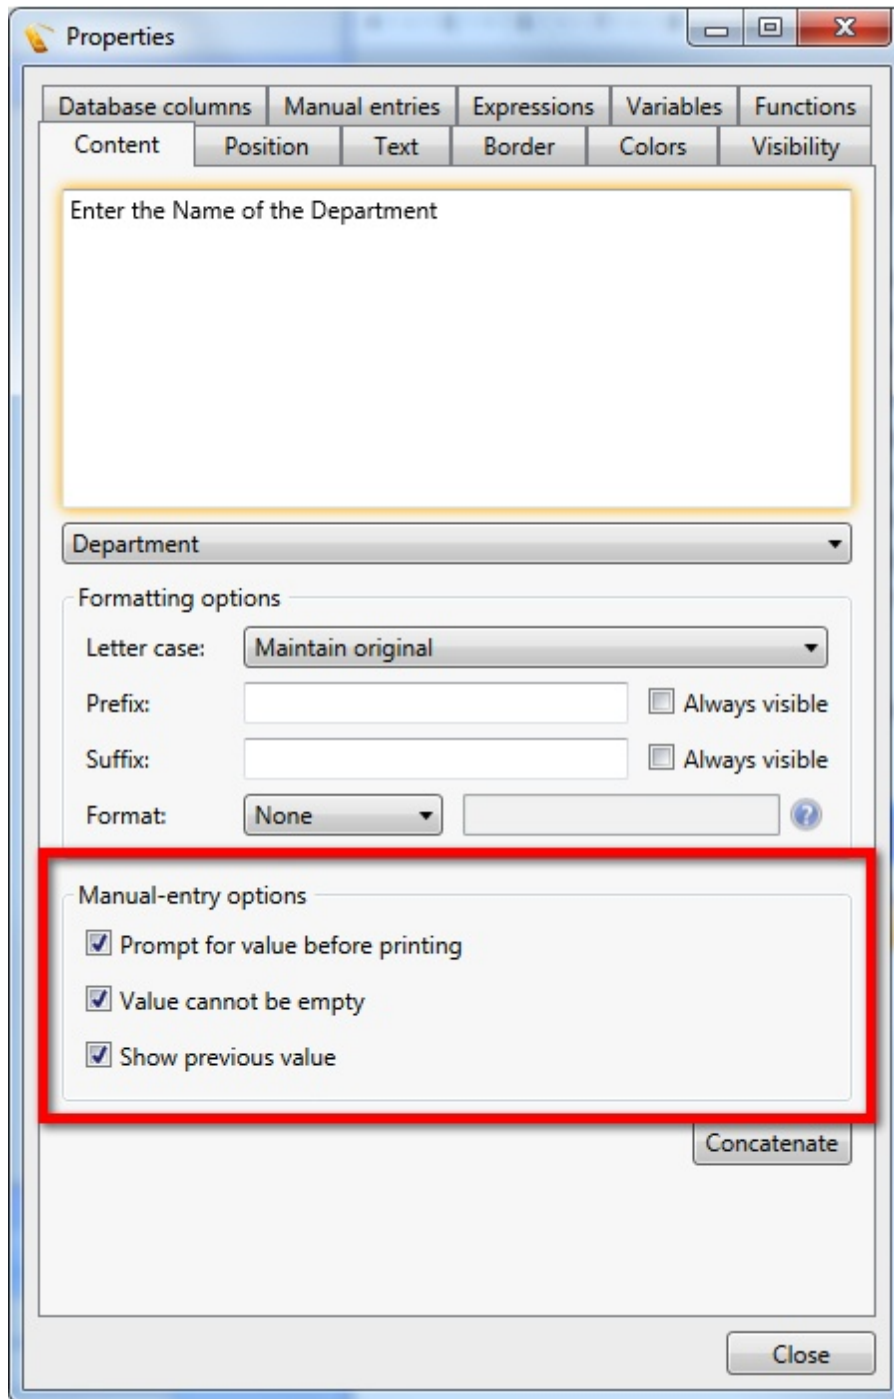 Properties
Database columns Manual entries Expressions Variables Functions
Content Position Text Border Colors Visibility
Enter the Name of the Department
Department
Formatting options
Letter case: Maintain original
Prefix: Always visible
Suffix: Always visible
Format: None ?
Manual-entry options
Prompt for value before printing
Value cannot be empty
Show previous value
Concatenate
Close